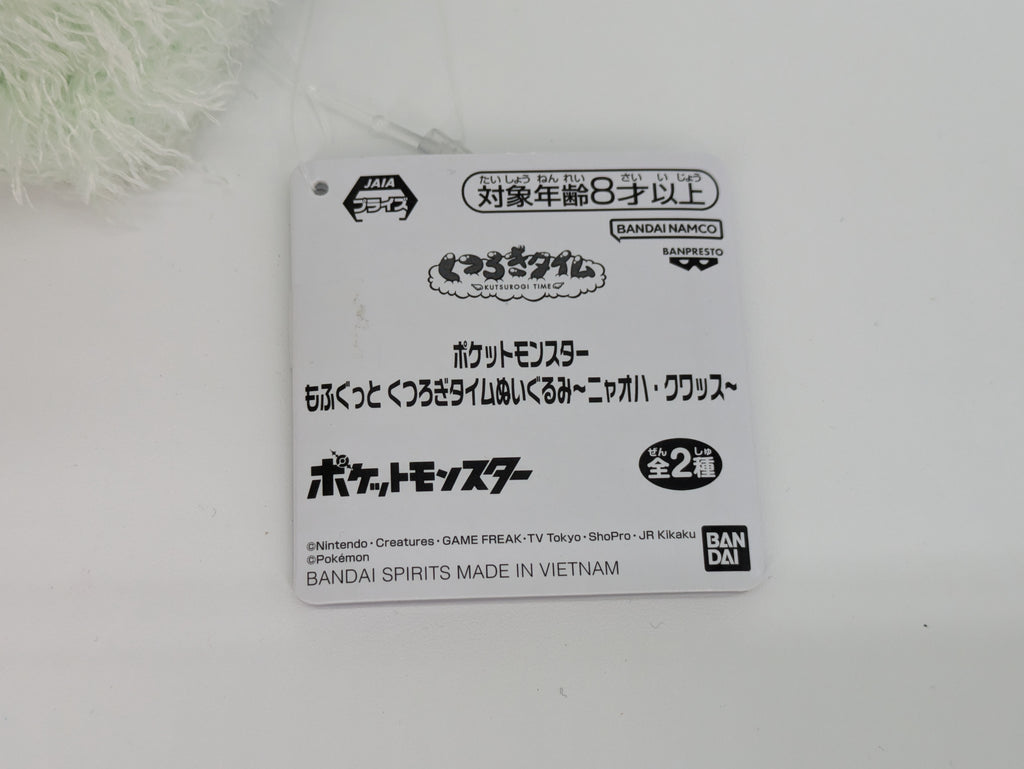 JAIA
プライズ
たいしょうねんれい さい いじょう
対象年齢8才以上
BANDAI NAMCO
BANPRESTO
くつろぎタイム
KUTSUROGI TIME
ポケットモンスター
もふぐっと くつろぎタイムぬいぐるみ~ニャオハ・クワッス~
ポケットモンスター
ぜん しゅ
全2種
©Nintendo・Creatures・GAME FREAK・TV Tokyo・ShoPro・JR Kikaku
©Pokémon
BANDAI SPIRITS MADE IN VIETNAM
BAN
DAI